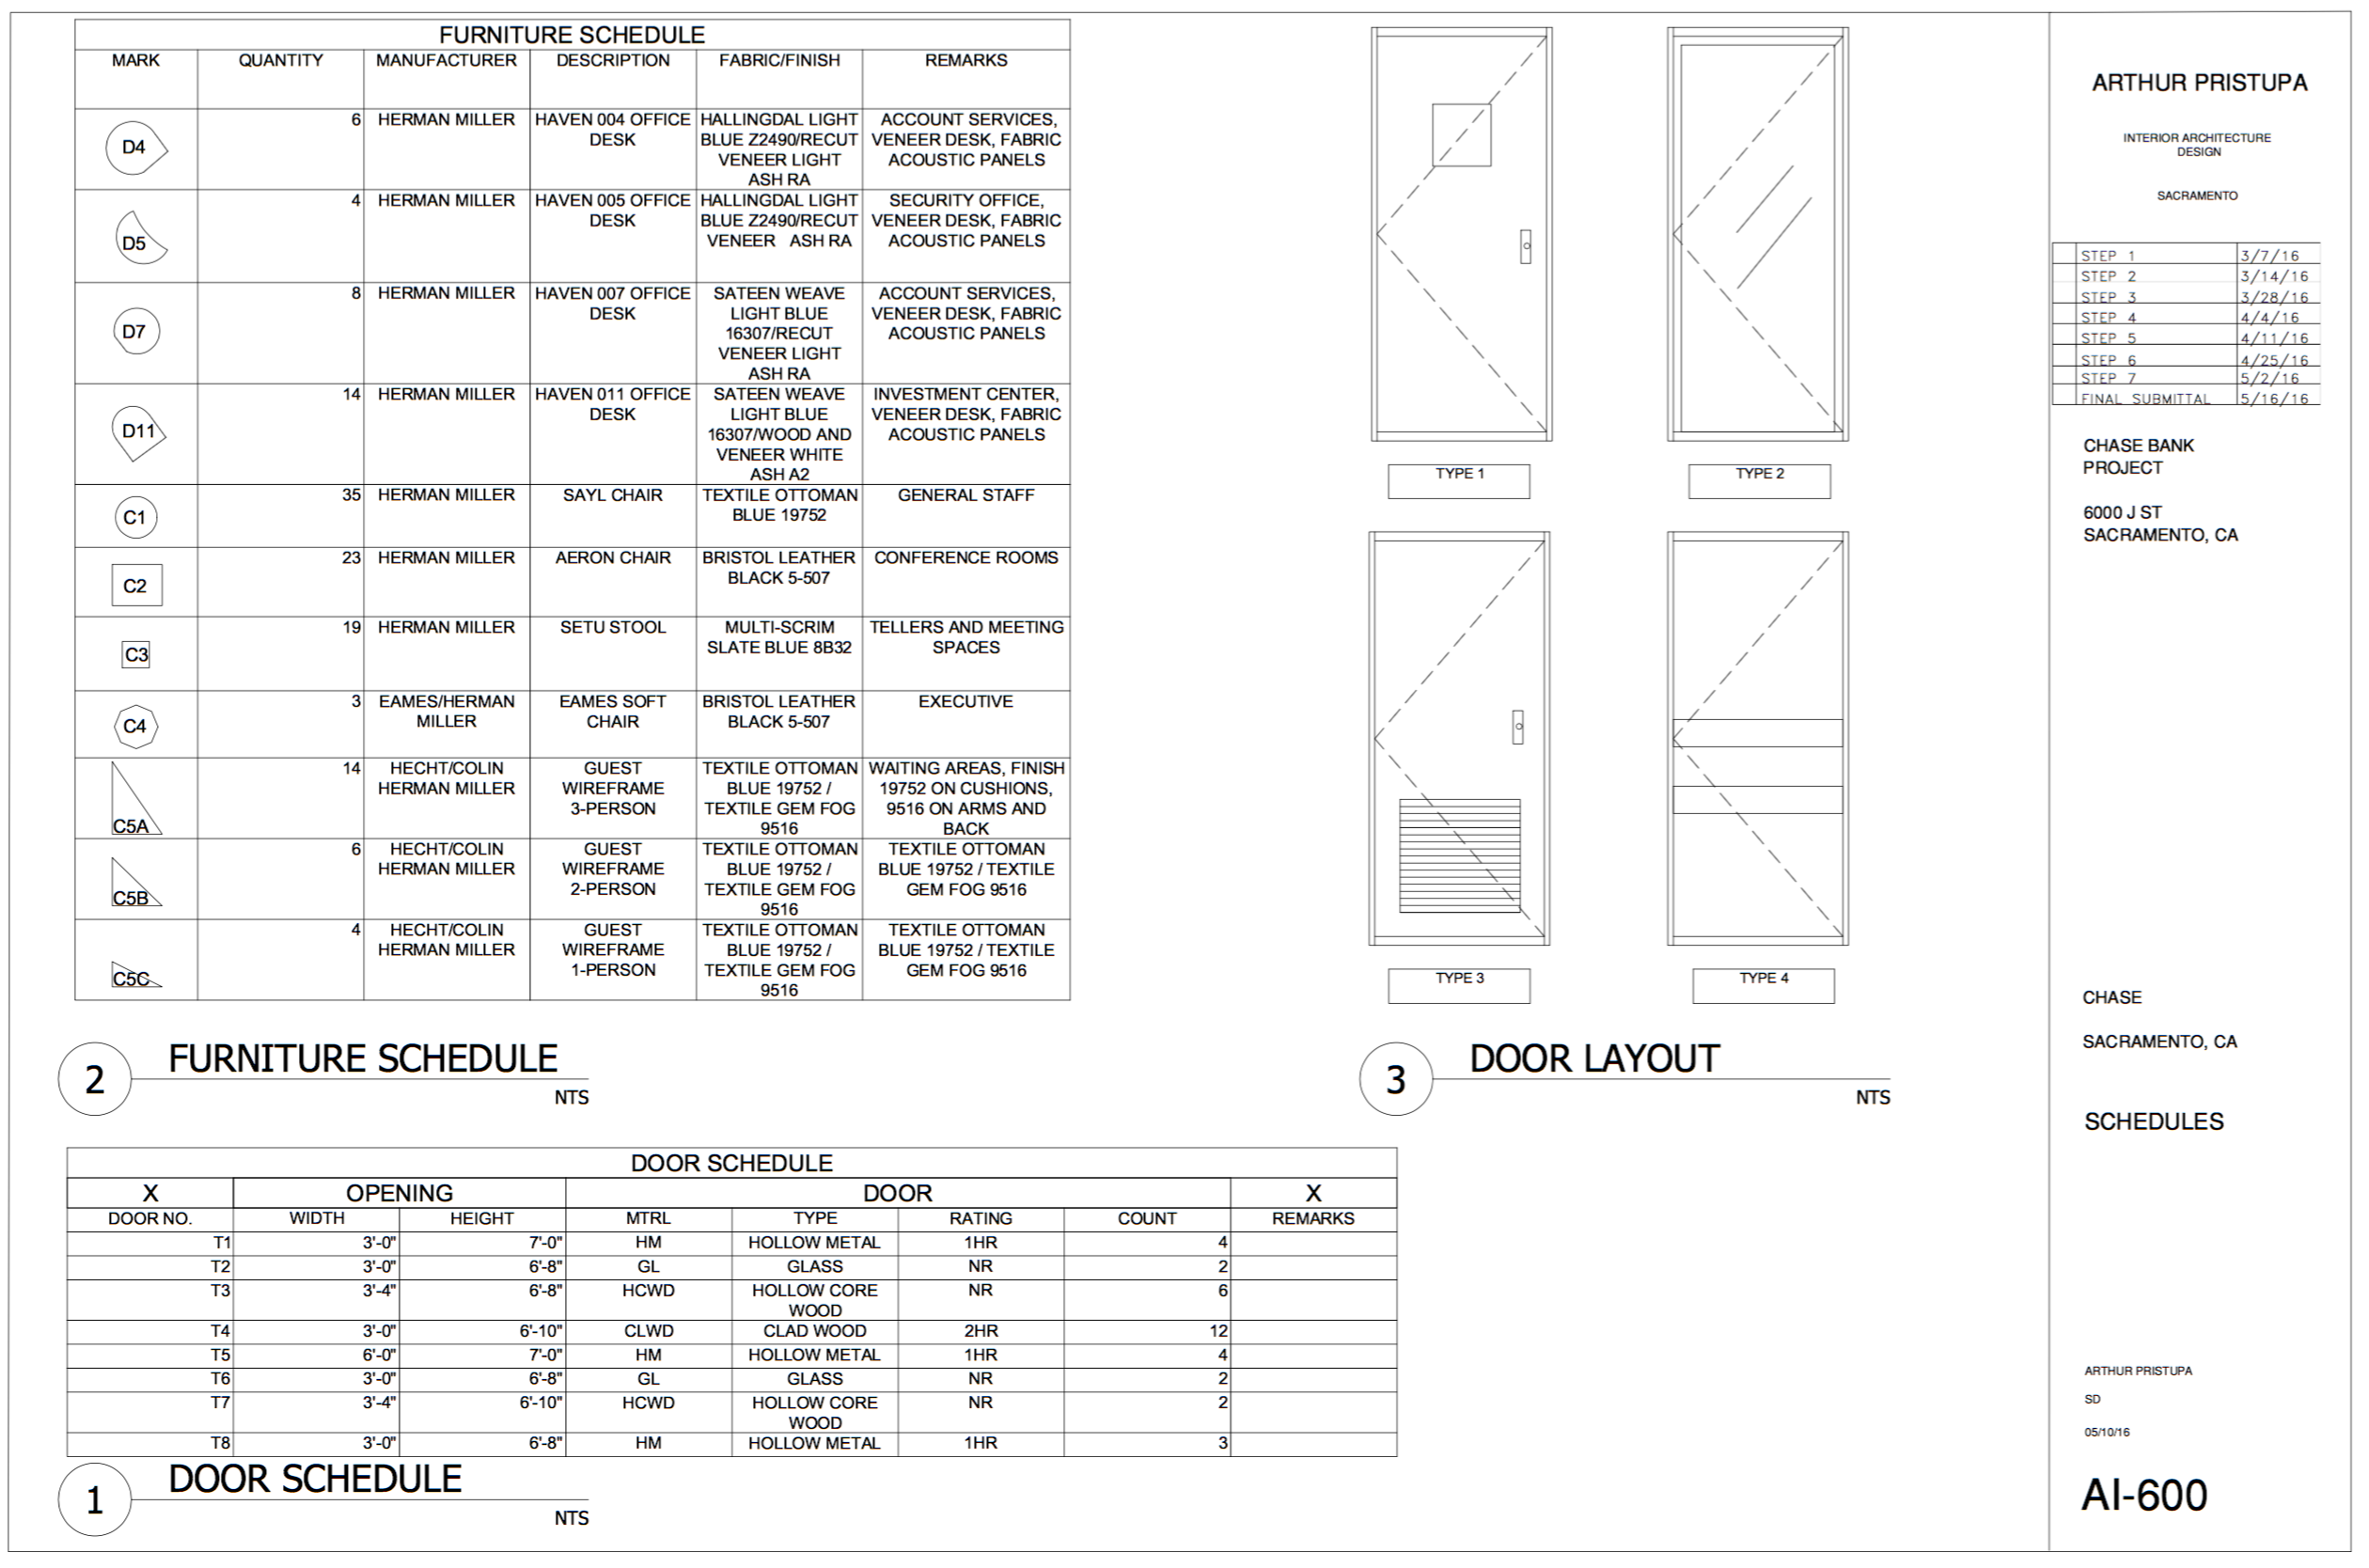 FURNITURE SCHEDULE
MARK QUANTITY MANUFACTURER DESCRIPTION FABRIC/FINISH REMARKS
D4 6 HERMAN MILLER HAVEN 004 OFFICE HALLINGDAL LIGHT ACCOUNT SERVICES,
DESK BLUE Z2490/RECUT VENEER DESK, FABRIC
VENEER LIGHT ACOUSTIC PANELS
ASH RA
D5 4 HERMAN MILLER HAVEN 005 OFFICE HALLINGDAL LIGHT SECURITY OFFICE,
DESK BLUE Z2490/RECUT VENEER DESK, FABRIC
VENEER ASH RA ACOUSTIC PANELS
D7 8 HERMAN MILLER HAVEN 007 OFFICE SATEEN WEAVE ACCOUNT SERVICES,
DESK LIGHT BLUE VENEER DESK, FABRIC
16307/RECUT ACOUSTIC PANELS
VENEER LIGHT
ASH RA
D11 14 HERMAN MILLER HAVEN 011 OFFICE SATEEN WEAVE INVESTMENT CENTER,
DESK LIGHT BLUE VENEER DESK, FABRIC
16307/WOOD AND ACOUSTIC PANELS
VENEER WHITE
ASH A2
C1 35 HERMAN MILLER SAYL CHAIR TEXTILE OTTOMAN GENERAL STAFF
BLUE 19752
C2 23 HERMAN MILLER AERON CHAIR BRISTOL LEATHER CONFERENCE ROOMS
BLACK 5-507
C3 19 HERMAN MILLER SETU STOOL MULTI-SCRIM TELLERS AND MEETING
SLATE BLUE 8B32 SPACES
C4 3 EAMES/HERMAN EAMES SOFT BRISTOL LEATHER EXECUTIVE
MILLER CHAIR BLACK 5-507
C5A 14 HECHT/COLIN GUEST TEXTILE OTTOMAN WAITING AREAS, FINISH
HERMAN MILLER WIREFRAME BLUE 19752 / 19752 ON CUSHIONS,
3-PERSON TEXTILE GEM FOG 9516 ON ARMS AND
9516 BACK
C5B 6 HECHT/COLIN GUEST TEXTILE OTTOMAN TEXTILE OTTOMAN
HERMAN MILLER WIREFRAME BLUE 19752 / BLUE 19752 / TEXTILE
2-PERSON TEXTILE GEM FOG GEM FOG 9516
9516
C5C 4 HECHT/COLIN GUEST TEXTILE OTTOMAN TEXTILE OTTOMAN
HERMAN MILLER WIREFRAME BLUE 19752 / BLUE 19752 / TEXTILE
1-PERSON TEXTILE GEM FOG GEM FOG 9516
9516
2 FURNITURE SCHEDULE
NTS
TYPE 1 TYPE 2
TYPE 3 TYPE 4
3 DOOR LAYOUT
NTS
DOOR SCHEDULE
X OPENING DOOR X
DOOR NO. WIDTH HEIGHT MTRL TYPE RATING COUNT REMARKS
T1 3'-0" 7'-0" HM HOLLOW METAL 1HR 4
T2 3'-0" 6'-8" GL GLASS NR 2
T3 3'-4" 6'-8" HCWD HOLLOW CORE NR 6
WOOD
T4 3'-0" 6'-10" CLWD CLAD WOOD 2HR 12
T5 6'-0" 7'-0" HM HOLLOW METAL 1HR 4
T6 3'-0" 6'-8" GL GLASS NR 2
T7 3'-4" 6'-10" HCWD HOLLOW CORE NR 2
WOOD
T8 3'-0" 6'-8" HM HOLLOW METAL 1HR 3
1 DOOR SCHEDULE
NTS
ARTHUR PRISTUPA
INTERIOR ARCHITECTURE
DESIGN
SACRAMENTO
STEP 1 3/7/16
STEP 2 3/14/16
STEP 3 3/28/16
STEP 4 4/4/16
STEP 5 4/11/16
STEP 6 4/25/16
STEP 7 5/2/16
FINAL SUBMITTAL 5/16/16
CHASE BANK
PROJECT
6000 J ST
SACRAMENTO, CA
CHASE
SACRAMENTO, CA
SCHEDULES
ARTHUR PRISTUPA
SD
05/10/16
AI-600